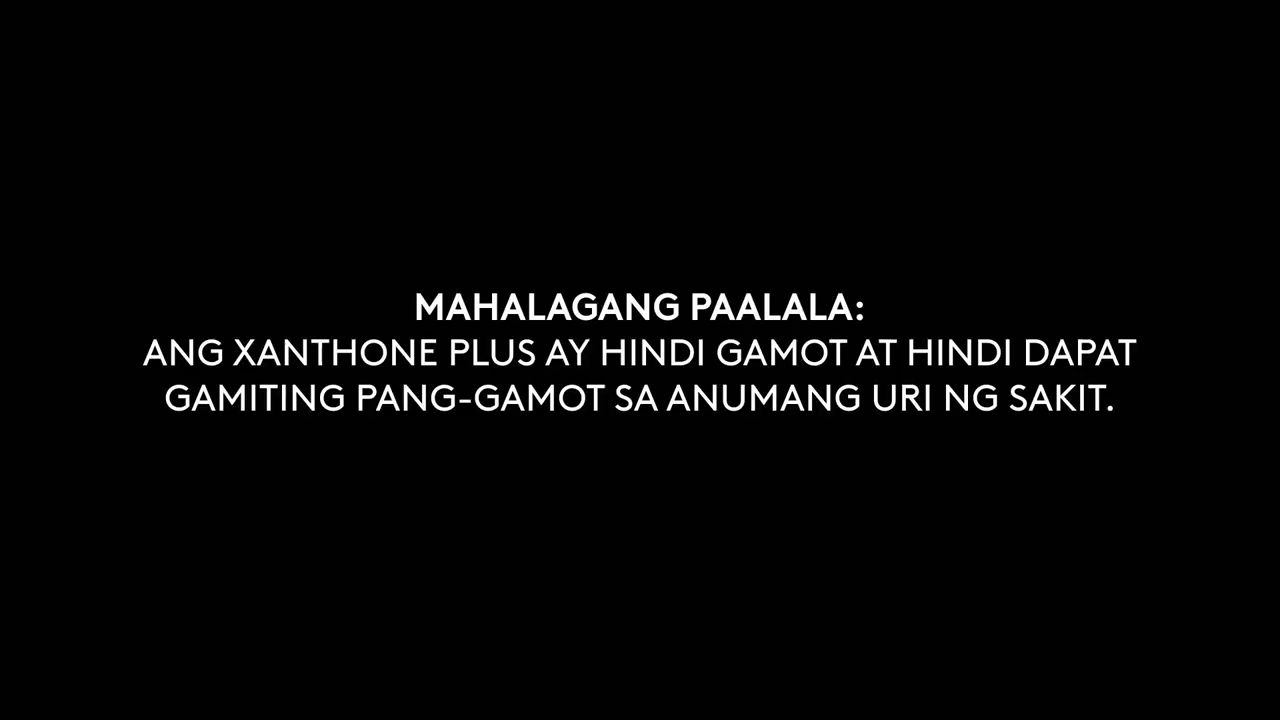 MAHALAGANG PAALALA:
ANG XANTHONE PLUS AY HINDI GAMOT AT HINDI DAPAT
GAMITING PANG-GAMOT SA ANUMANG URI NG SAKIT.